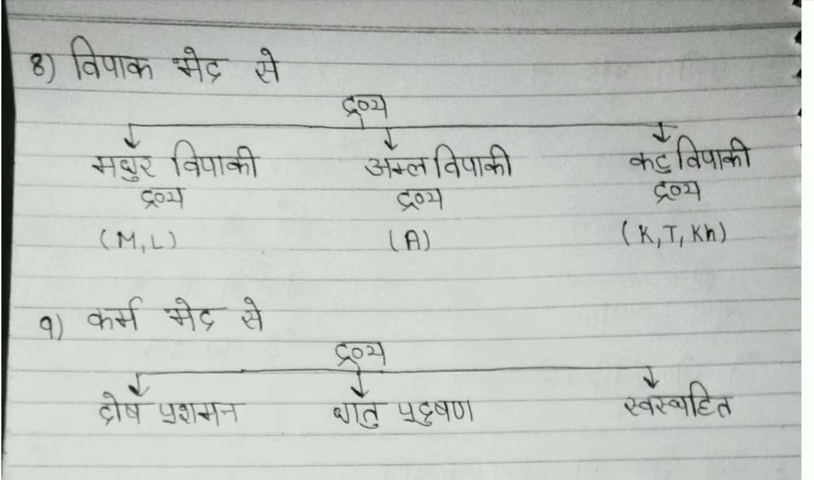 8) विपाक भेद से
द्रव्य
मधुर विपाकी अम्ल विपाकी कटु विपाकी
द्रव्य द्रव्य द्रव्य
(M, L) (A) (K, T, Kh)
9) कर्म भेद से
द्रव्य
दोष प्रशमन धातु प्रदुषण स्वस्थहित